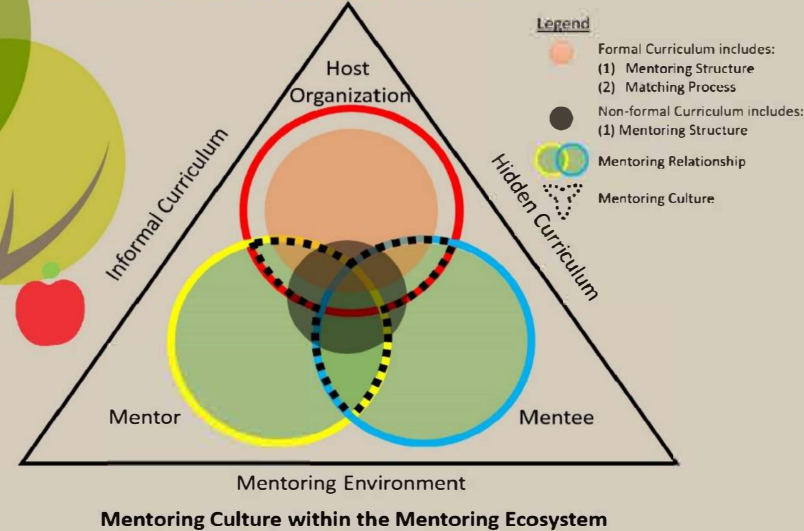 Host
Organization
Informal Curriculum
Hidden Curriculum
Mentor
Mentee
Mentoring Environment
Mentoring Culture within the Mentoring Ecosystem
Legend
Formal Curriculum includes:
(1) Mentoring Structure
(2) Matching Process
Non-formal Curriculum includes:
(1) Mentoring Structure
Mentoring Relationship
Mentoring Culture